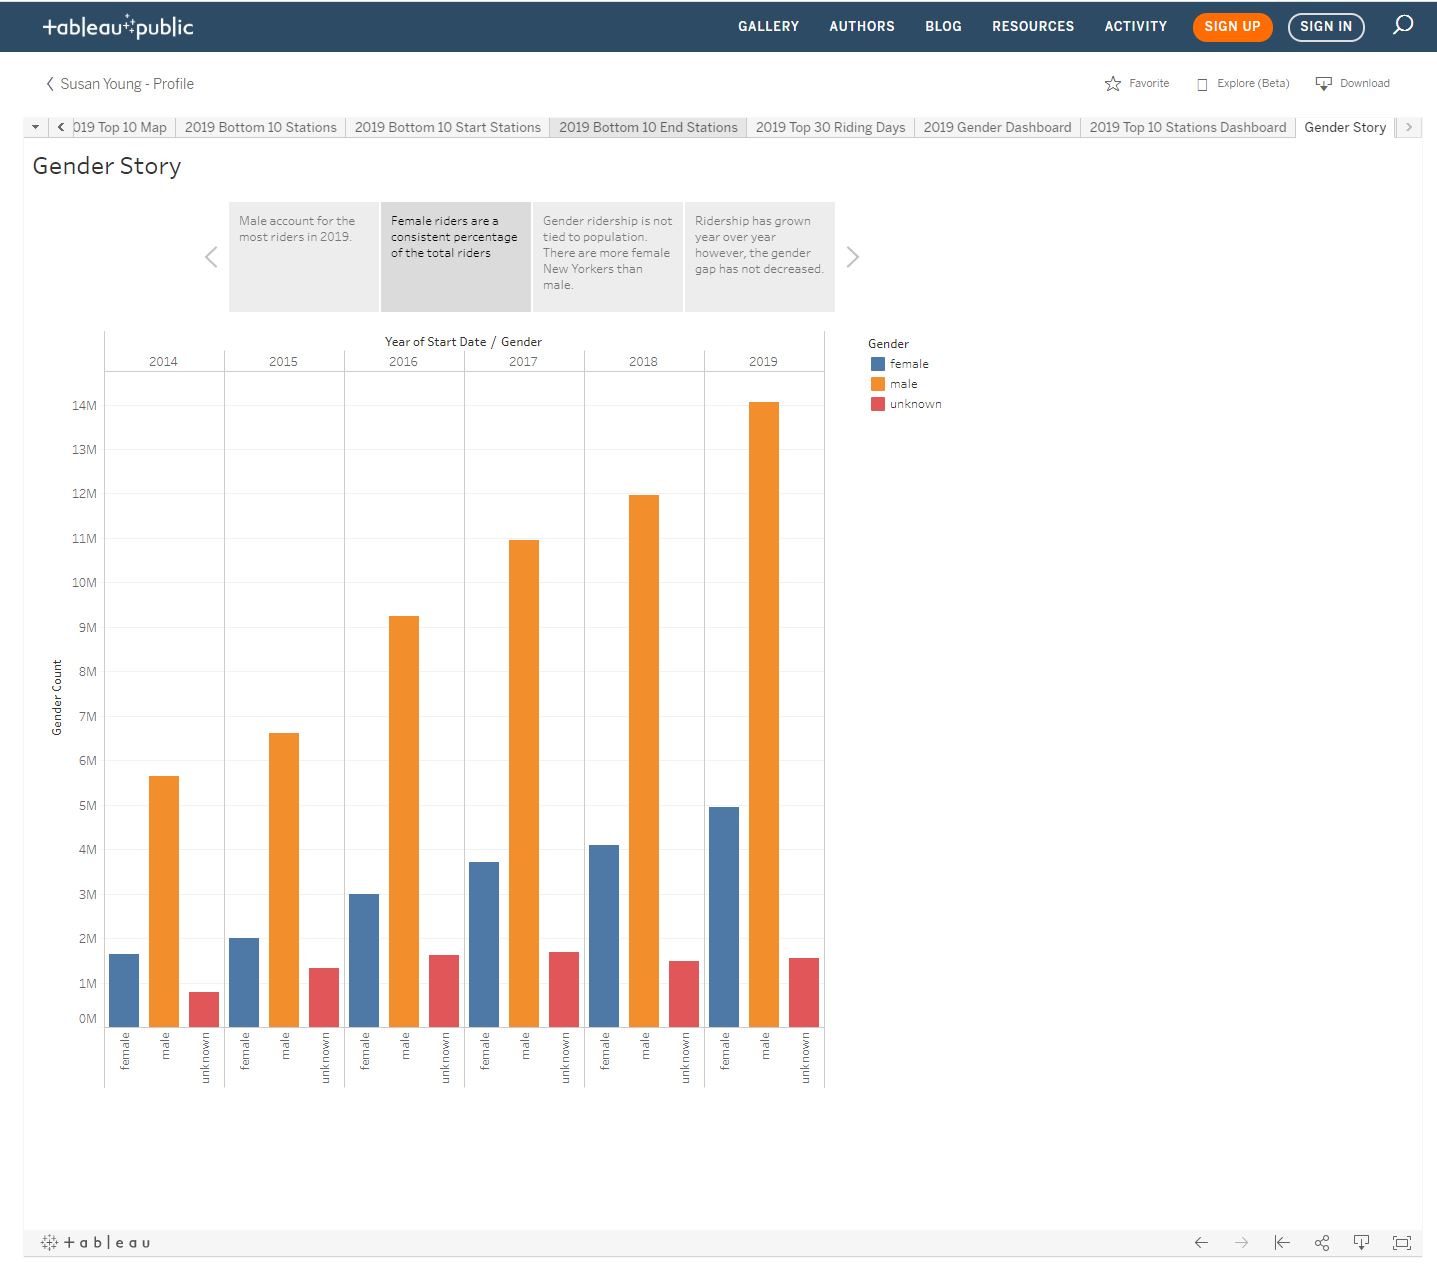 +ableau public
GALLERY AUTHORS BLOG RESOURCES ACTIVITY SIGN UP SIGN IN
Susan Young - Profile
Favorite Explore (Beta) Download
019 Top 10 Map 2019 Bottom 10 Stations 2019 Bottom 10 Start Stations 2019 Bottom 10 End Stations 2019 Top 30 Riding Days 2019 Gender Dashboard 2019 Top 10 Stations Dashboard Gender Story
Gender Story
Male account for the
most riders in 2019.
Female riders are a
consistent percentage
of the total riders
Gender ridership is not
tied to population.
There are more female
New Yorkers than
male.
Ridership has grown
year over year
however, the gender
gap has not decreased.
Year of Start Date / Gender
2014 2015 2016 2017 2018 2019
Gender
female
male
unknown
14M
13M
12M
11M
10M
9M
8M
7M
6M
5M
4M
3M
2M
1M
0M
Gender Count
female male unknown female male unknown female male unknown female male unknown female male unknown female male unknown
+ableau